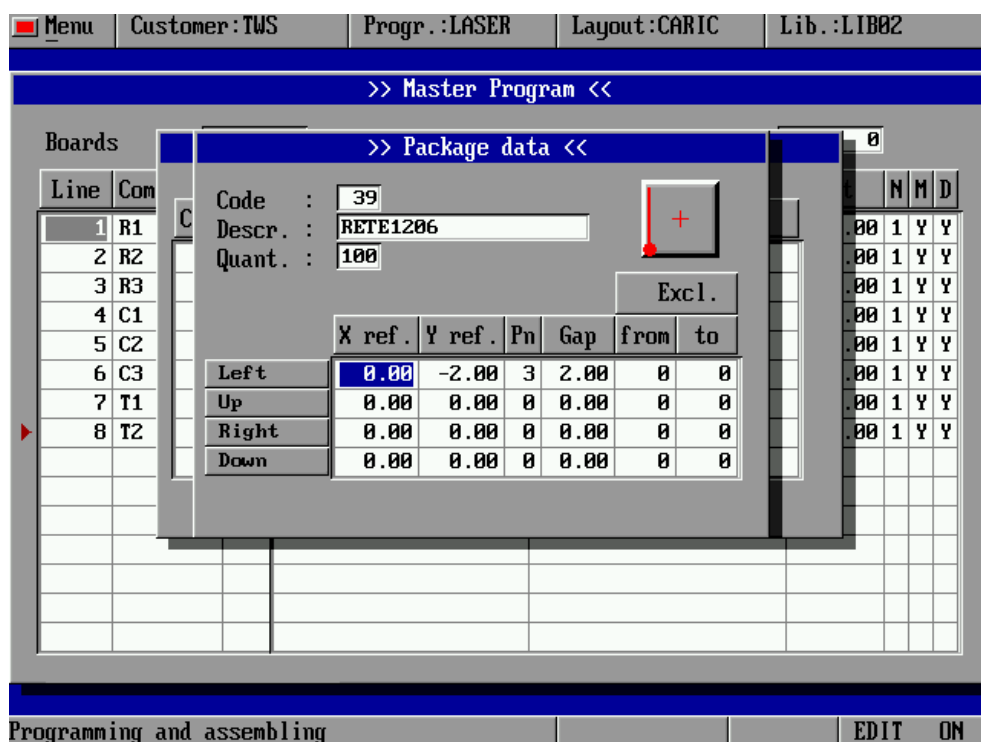 Menu Customer:TWS Progr.:LASER Layout:CARIC Lib.:LIB02
>> Master Program <<
Boards 0
>> Package data <<
Line Com N M D
Code : 39
Descr. : RETE1206
Quant. : 100
Excl.
X ref. Y ref. Pn Gap from to
Left 0.00 -2.00 3 2.00 0 0
Up 0.00 0.00 0 0.00 0 0
Right 0.00 0.00 0 0.00 0 0
Down 0.00 0.00 0 0.00 0 0
1 R1 .00 1 Y Y
2 R2 .00 1 Y Y
3 R3 .00 1 Y Y
4 C1 .00 1 Y Y
5 C2 .00 1 Y Y
6 C3 .00 1 Y Y
7 T1 .00 1 Y Y
8 T2 .00 1 Y Y
Programming and assembling EDIT ON